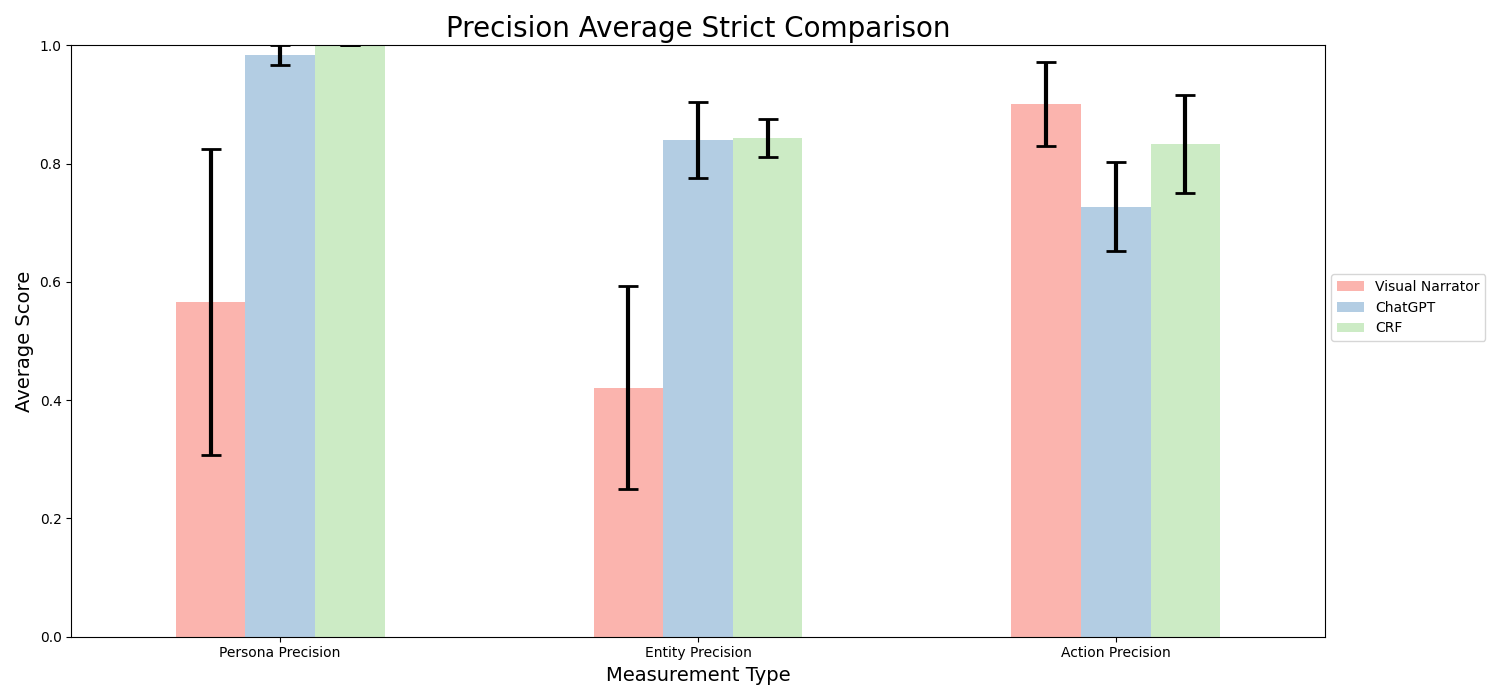 Precision Average Strict Comparison
1.0
0.8
0.6
0.4
0.2
0.0
Average Score
Persona Precision
Entity Precision
Action Precision
Measurement Type
Visual Narrator
ChatGPT
CRF